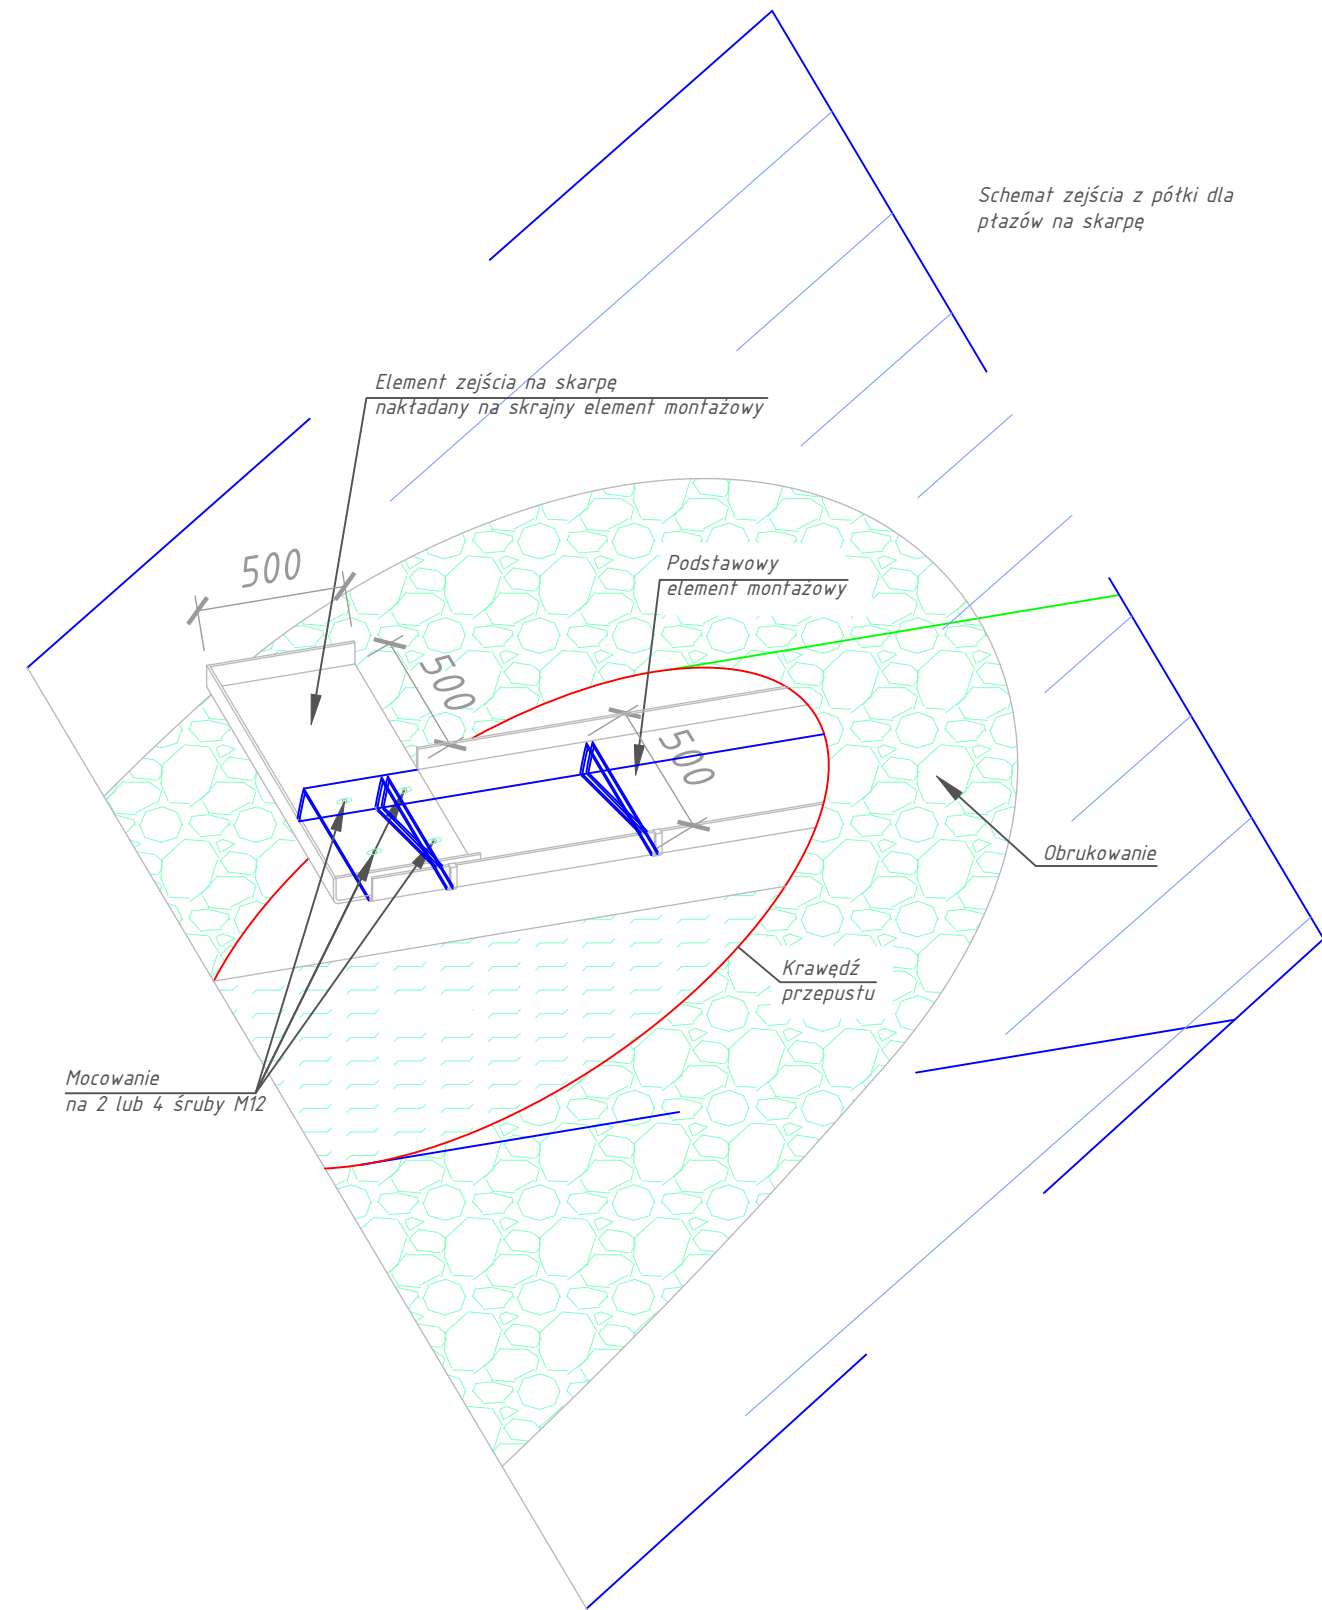 Schemat zejścia z półki dla
płazów na skarpę
Element zejścia na skarpę
nakładany na skrajny element montażowy
500
Podstawowy
element montażowy
500
500
Obrukowanie
Krawędź
przepustu
Mocowanie
na 2 lub 4 śruby M12